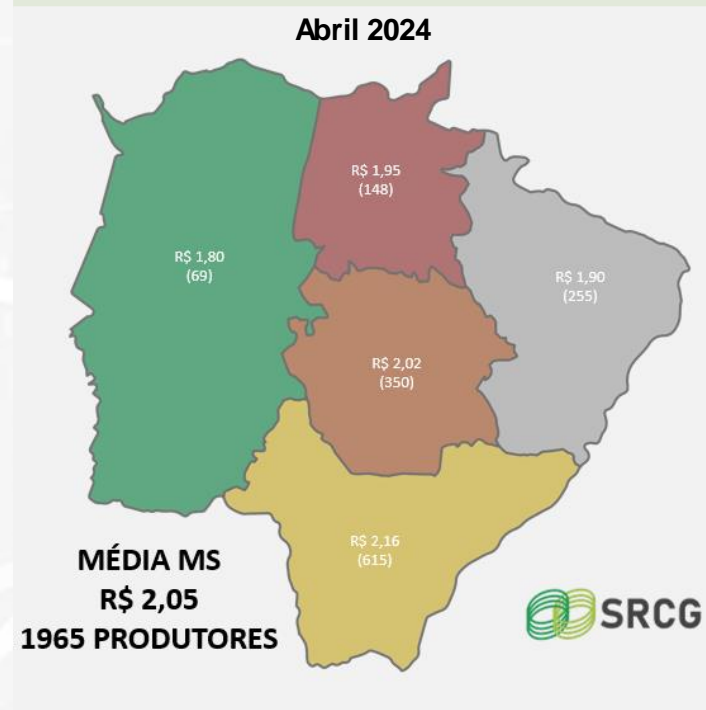 Abril 2024
R$ 1,95
(148)
R$ 1,80
(69)
R$ 1,90
(255)
R$ 2,02
(350)
R$ 2,16
(615)
MÉDIA MS
R$ 2,05
1965 PRODUTORES
SRCG